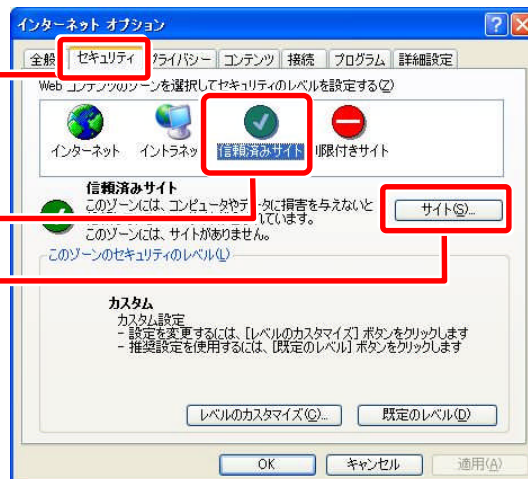 インターネット オプション
全般 セキュリティ プライバシー コンテンツ 接続 プログラム 詳細設定
Web コンテンツのゾーンを選択してセキュリティのレベルを設定する(Z)
インターネット イントラネット 信頼済みサイト 制限付きサイト
信頼済みサイト
このゾーンには、コンピュータやデータに損害を与えないと
ています。
このゾーンには、サイトがありません。
サイト(S)...
このゾーンのセキュリティのレベル(L)
カスタム
カスタム設定
- 設定を変更するには、[レベルのカスタマイズ] ボタンをクリックします
- 推奨設定を使用するには、[既定のレベル] ボタンをクリックします
レベルのカスタマイズ(C)... 既定のレベル(D)
OK キャンセル 適用(A)